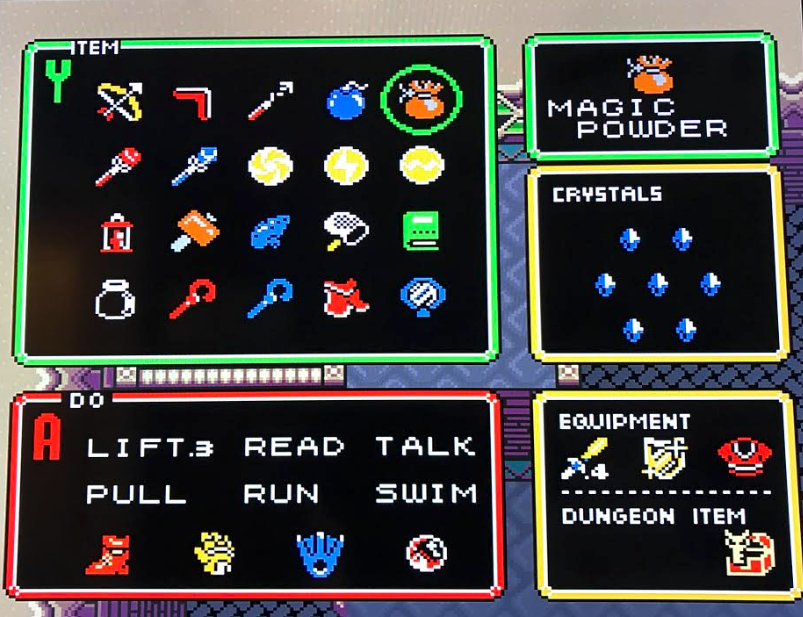 ITEM
Y
MAGIC
POWDER
CRYSTALS
DO
A
LIFT.3 READ TALK
PULL RUN SWIM
EQUIPMENT
.4
DUNGEON ITEM